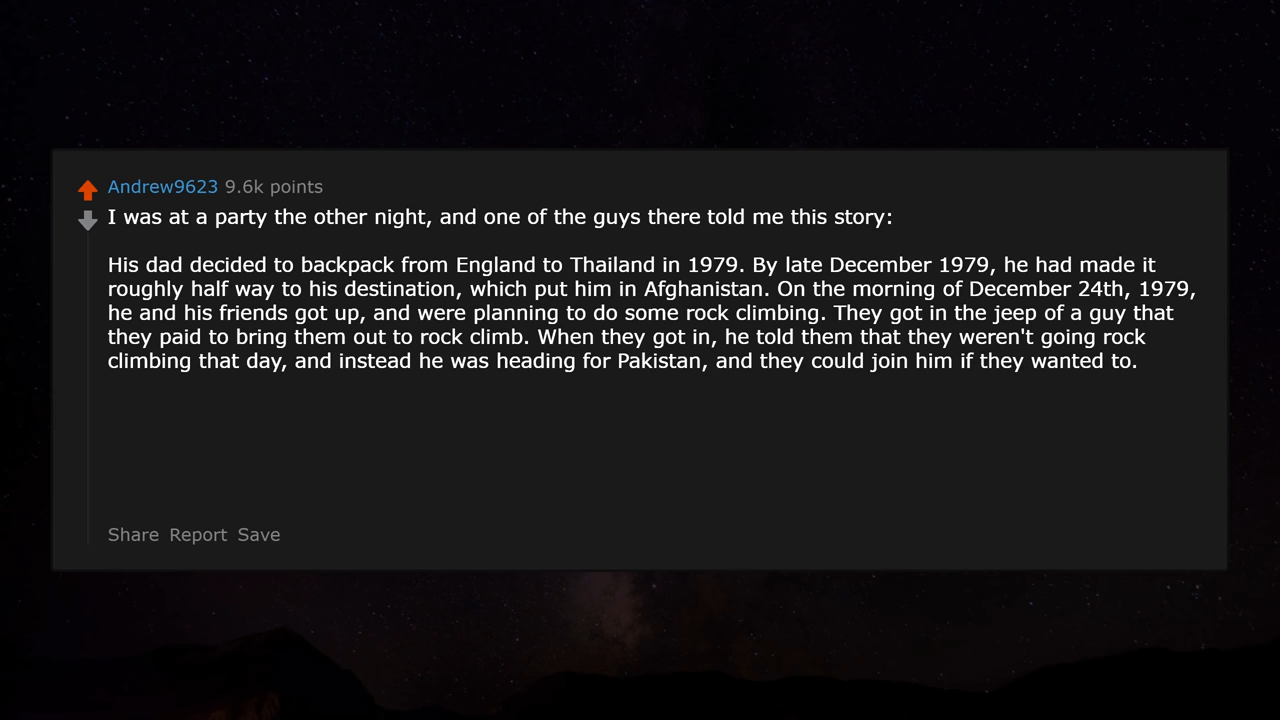 Andrew9623 9.6k points
I was at a party the other night, and one of the guys there told me this story:
His dad decided to backpack from England to Thailand in 1979. By late December 1979, he had made it
roughly half way to his destination, which put him in Afghanistan. On the morning of December 24th, 1979,
he and his friends got up, and were planning to do some rock climbing. They got in the jeep of a guy that
they paid to bring them out to rock climb. When they got in, he told them that they weren't going rock
climbing that day, and instead he was heading for Pakistan, and they could join him if they wanted to.
Share Report Save